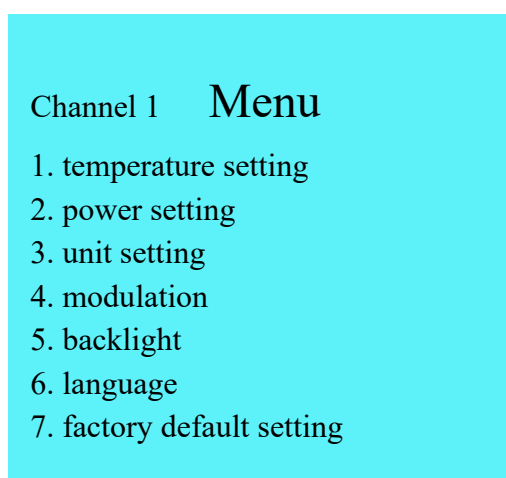 Channel 1 Menu
1. temperature setting
2. power setting
3. unit setting
4. modulation
5. backlight
6. language
7. factory default setting